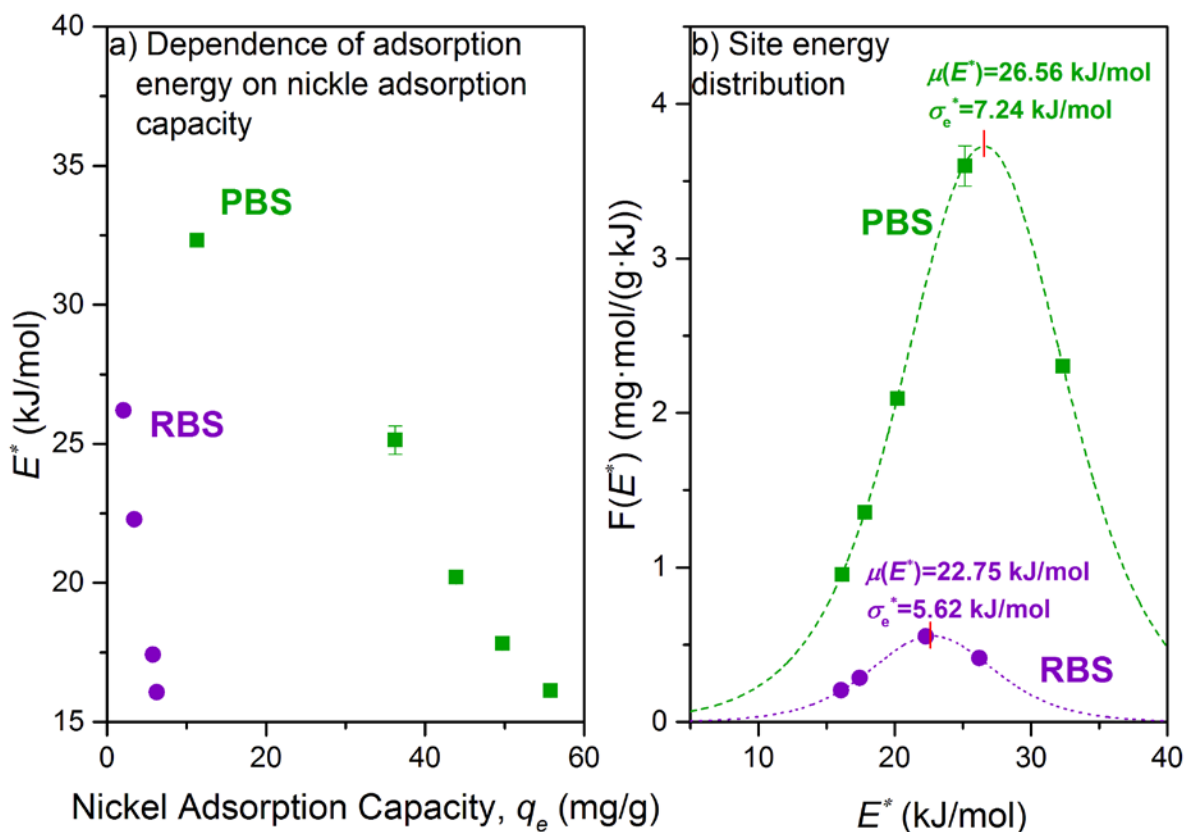 a) Dependence of adsorption
energy on nickle adsorption
capacity
PBS
RBS
40
35
30
25
20
15
E* (kJ/mol)
0
20
40
60
Nickel Adsorption Capacity, qₑ (mg/g)
b) Site energy
distribution
μ(E*)=26.56 kJ/mol
σₑ*=7.24 kJ/mol
PBS
μ(E*)=22.75 kJ/mol
σₑ*=5.62 kJ/mol
RBS
4
3
2
1
0
F(E*) (mg·mol/(g·kJ))
10
20
30
40
E* (kJ/mol)